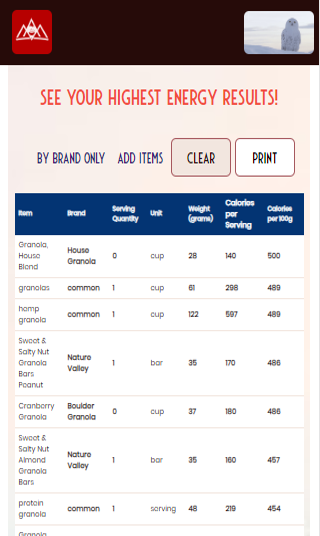 SEE YOUR HIGHEST ENERGY RESULTS!
BY BRAND ONLY ADD ITEMS CLEAR PRINT
Item Brand Serving Quantity Unit Weight (grams) Calories per Serving Calories per 100g
Granola, House Blend House Granola 0 cup 28 140 500
granolas common 1 cup 61 298 489
hemp granola common 1 cup 122 597 489
Sweet & Salty Nut Granola Bars Peanut Nature Valley 1 bar 35 170 486
Cranberry Granola Boulder Granola 0 cup 37 180 486
Sweet & Salty Nut Almond Granola Bars Nature Valley 1 bar 35 160 457
protein granola common 1 serving 48 219 454
Granola